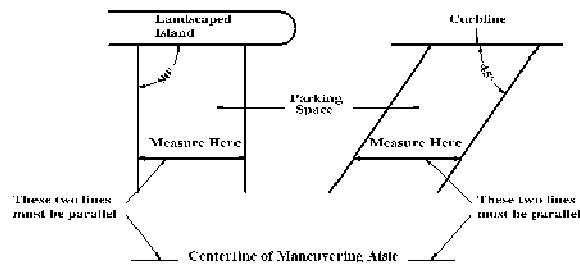 Landscaped
Island
Curbline
90°
Parking
Space
Measure Here
Measure Here
These two lines
must be parallel
These two lines
must be parallel
Centerline of Maneuvering Aisle